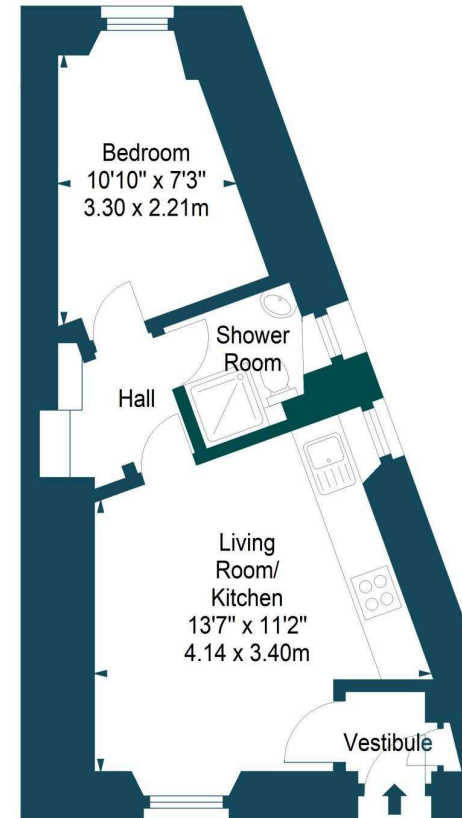 Bedroom
10'10" x 7'3"
3.30 x 2.21m
Shower
Room
Hall
Living
Room/
Kitchen
13'7" x 11'2"
4.14 x 3.40m
Vestibule